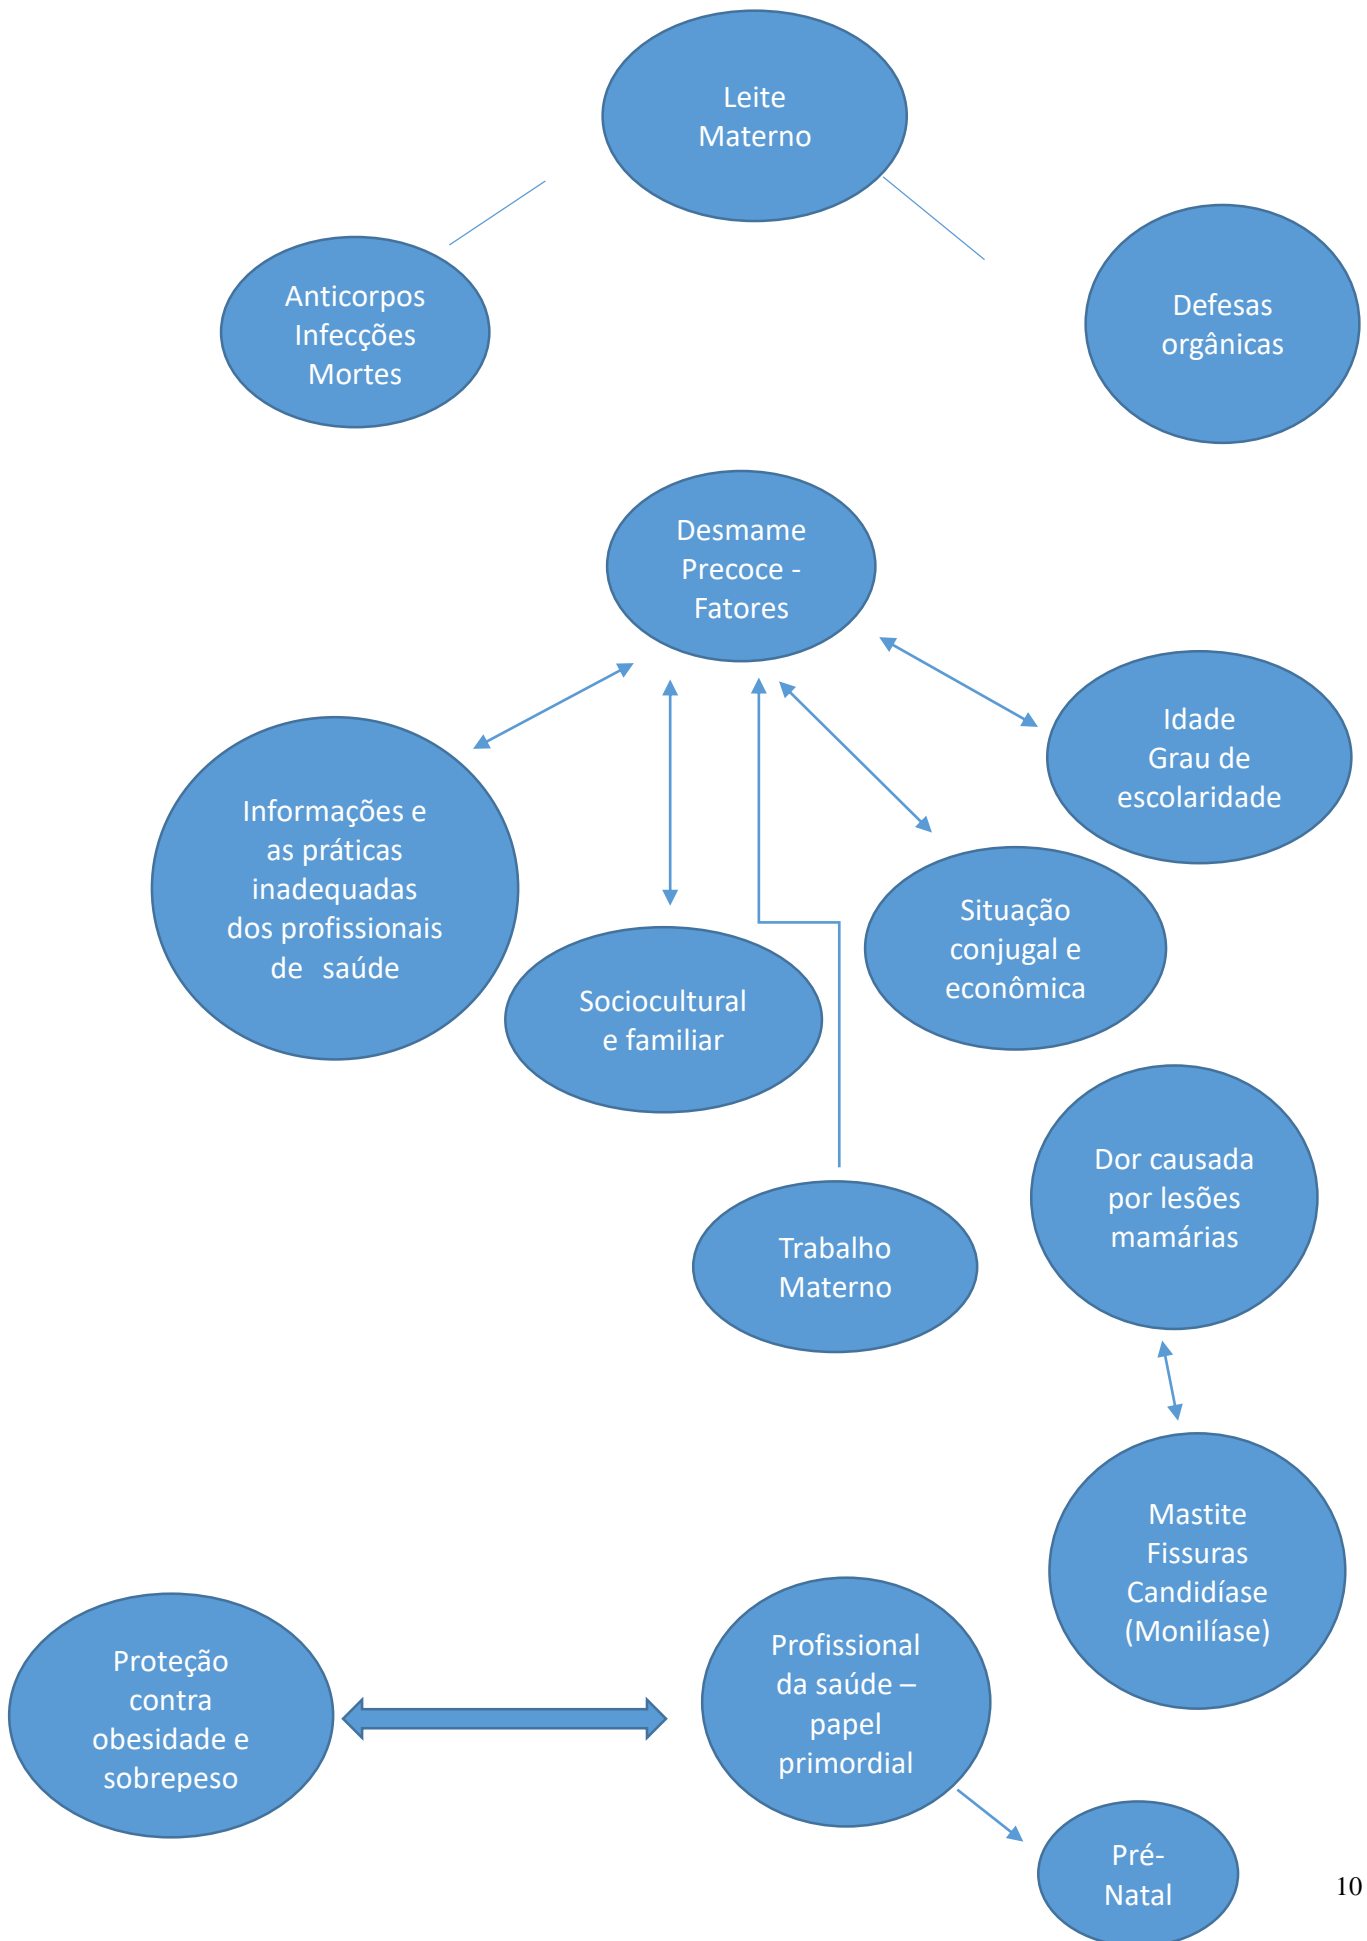 Leite
Materno
Anticorpos
Infecções
Mortes
Defesas
orgânicas
Desmame
Precoce -
Fatores
Idade
Grau de
escolaridade
Informações e
as práticas
inadequadas
dos profissionais
de saúde
Situação
conjugal e
econômica
Sociocultural
e familiar
Dor causada
por lesões
mamárias
Trabalho
Materno
Mastite
Fissuras
Candidíase
(Monilíase)
Proteção
contra
obesidade e
sobrepeso
Profissional
da saúde –
papel
primordial
Pré-
Natal
10